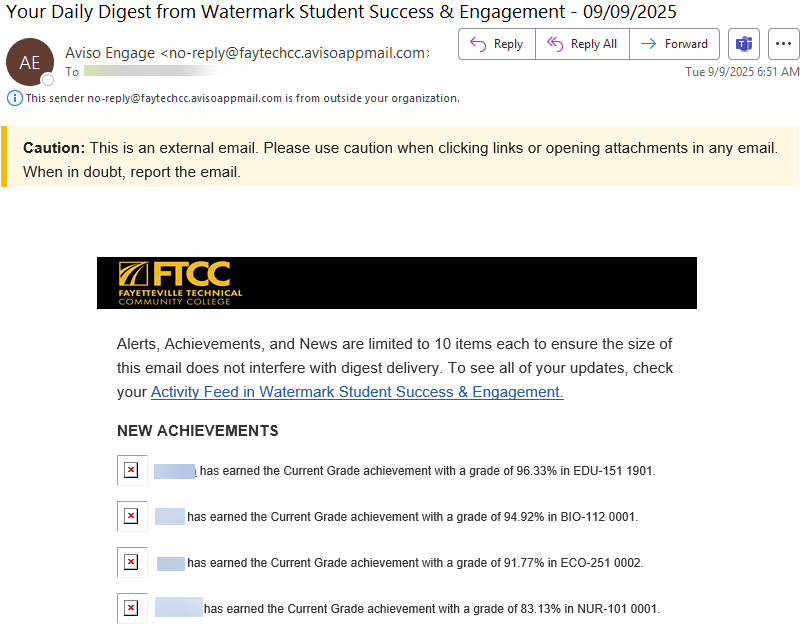 Your Daily Digest from Watermark Student Success & Engagement - 09/09/2025
AE
Aviso Engage <no-reply@faytechcc.avisoappmail.com>
To
Reply
Reply All
Forward
Tue 9/9/2025 6:51 AM
This sender no-reply@faytechcc.avisoappmail.com is from outside your organization.
Caution: This is an external email. Please use caution when clicking links or opening attachments in any email.
When in doubt, report the email.
FTCC
FAYETTEVILLE TECHNICAL
COMMUNITY COLLEGE
Alerts, Achievements, and News are limited to 10 items each to ensure the size of
this email does not interfere with digest delivery. To see all of your updates, check
your Activity Feed in Watermark Student Success & Engagement.
NEW ACHIEVEMENTS
has earned the Current Grade achievement with a grade of 96.33% in EDU-151 1901.
has earned the Current Grade achievement with a grade of 94.92% in BIO-112 0001.
has earned the Current Grade achievement with a grade of 91.77% in ECO-251 0002.
has earned the Current Grade achievement with a grade of 83.13% in NUR-101 0001.